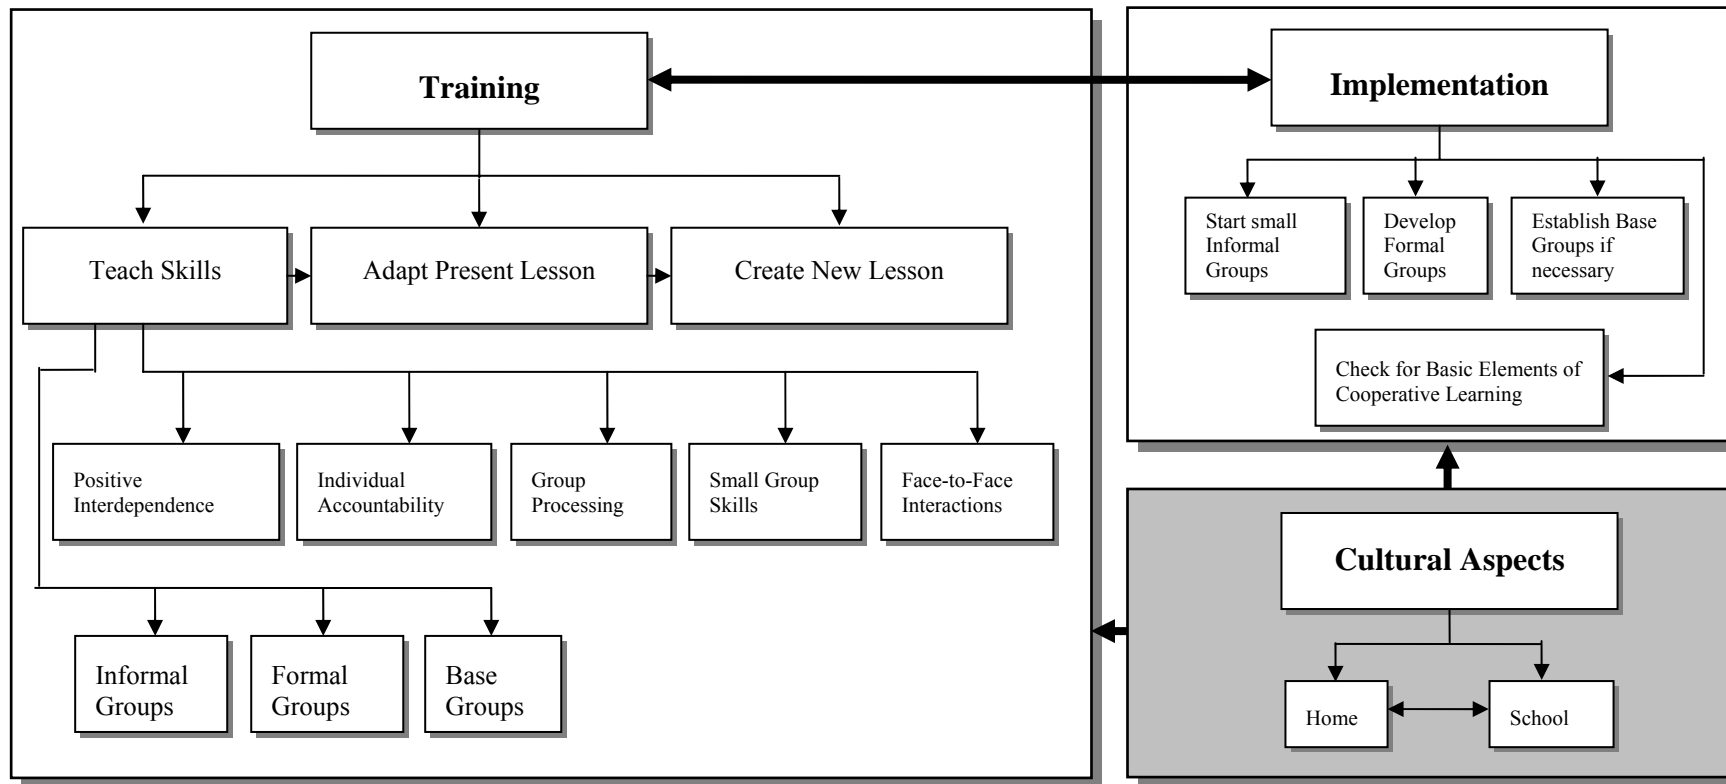 Training
Implementation
Start small
Informal
Groups
Develop
Formal
Groups
Establish Base
Groups if
necessary
Teach Skills
Adapt Present Lesson
Create New Lesson
Check for Basic Elements of
Cooperative Learning
Positive
Interdependence
Individual
Accountability
Group
Processing
Small Group
Skills
Face-to-Face
Interactions
Cultural Aspects
Informal
Groups
Formal
Groups
Base
Groups
Home
School